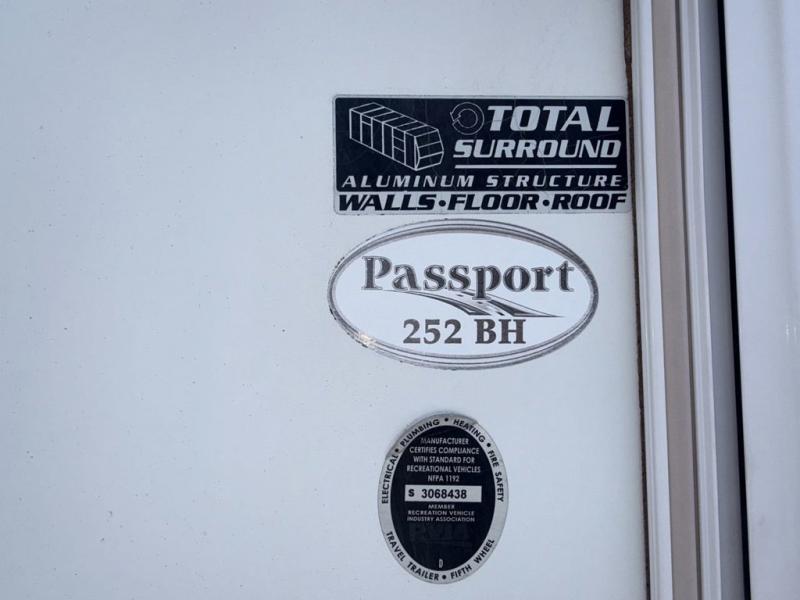 TOTAL
SURROUND
ALUMINUM STRUCTURE
WALLS•FLOOR•ROOF
Passport
252 BH
ELECTRICAL • PLUMBING • HEATING • FIRE SAFETY
MANUFACTURER
CERTIFIES COMPLIANCE
WITH STANDARD FOR
RECREATIONAL VEHICLES
NFPA 1192
S 3068438
MEMBER
RECREATION VEHICLE
INDUSTRY ASSOCIATION
D
TRAVEL TRAILER • FIFTH WHEEL